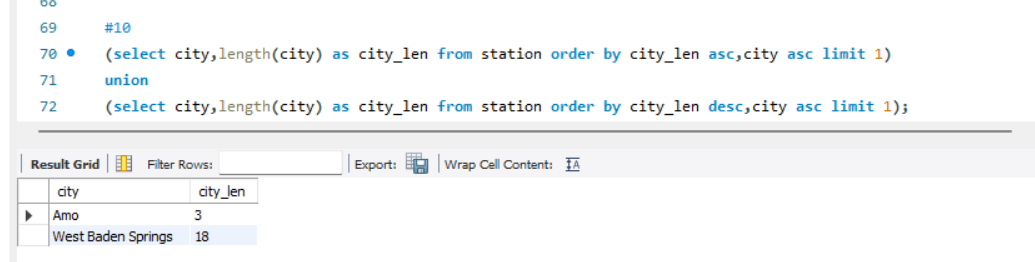 68
69 #10
70 (select city,length(city) as city_len from station order by city_len asc,city asc limit 1)
71 union
72 (select city,length(city) as city_len from station order by city_len desc,city asc limit 1);
Result Grid Filter Rows: Export: Wrap Cell Content: IA
city city_len
Amo 3
West Baden Springs 18